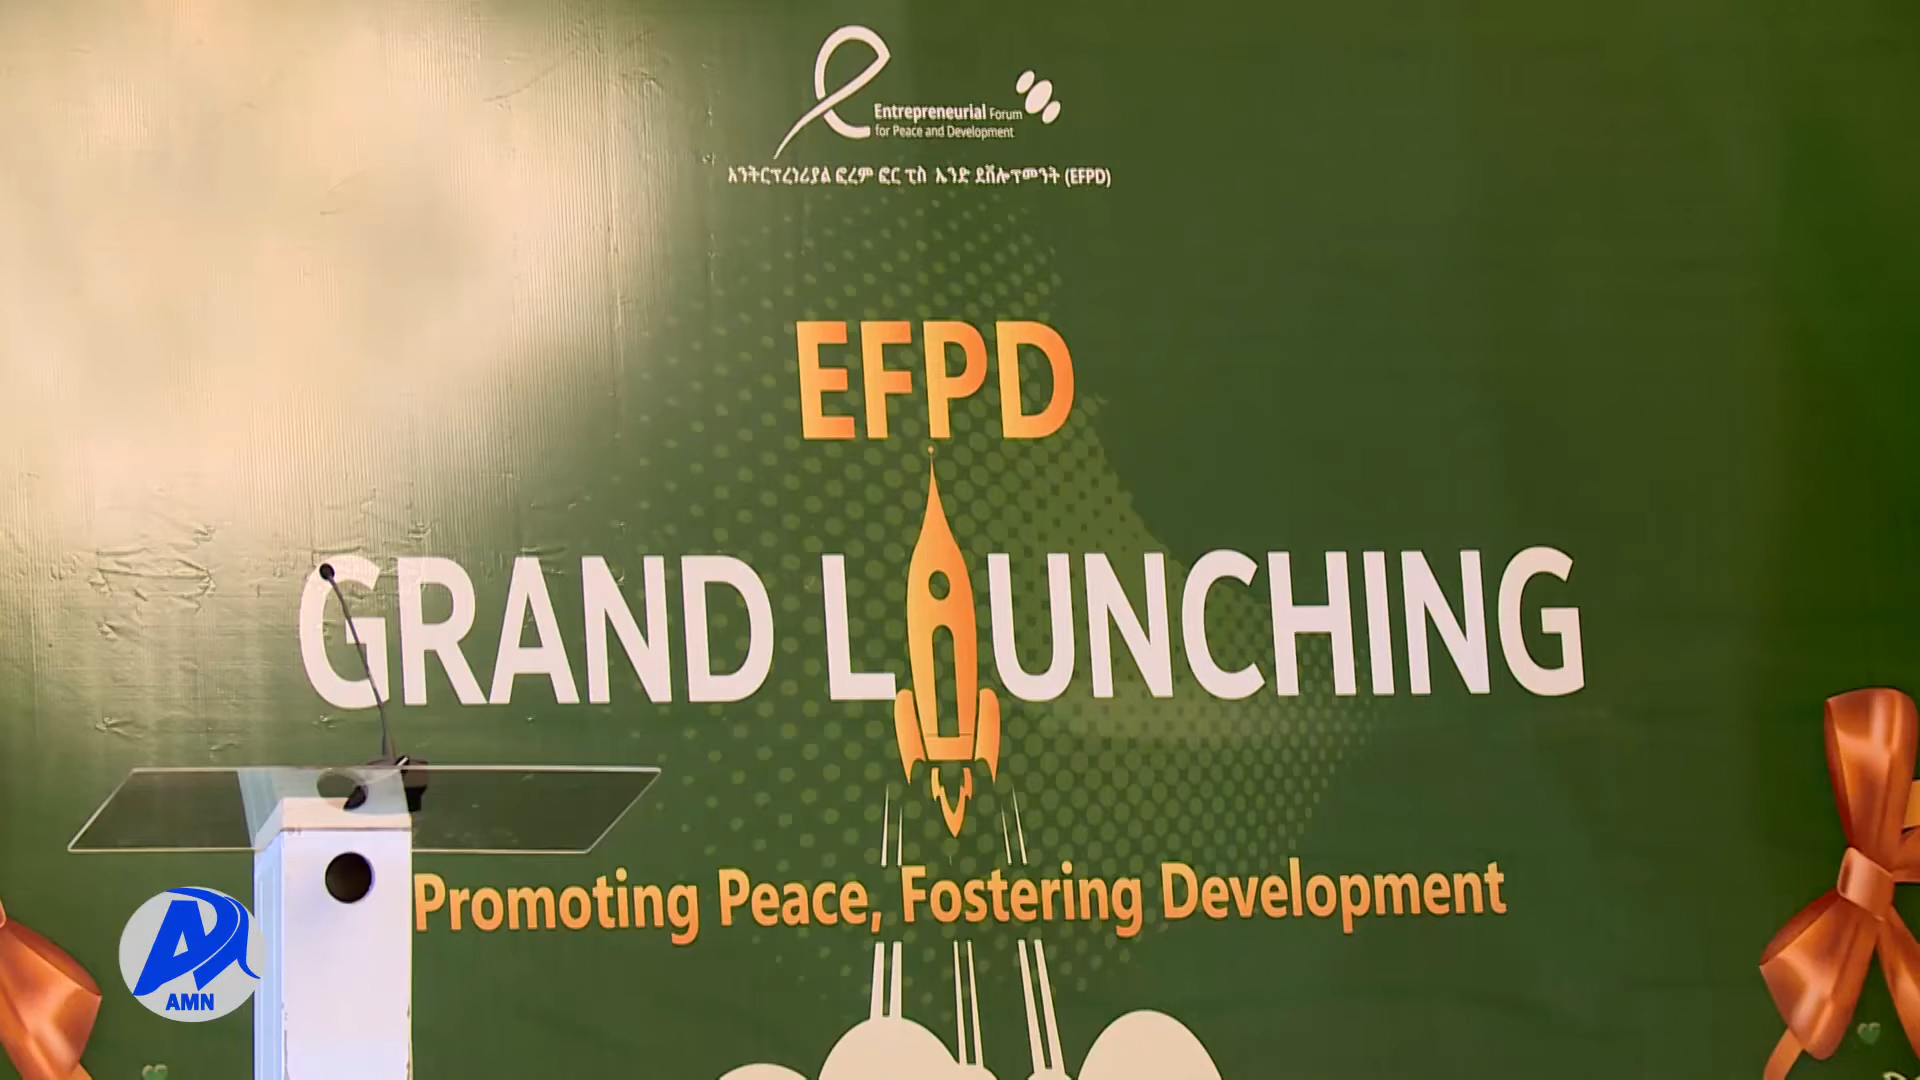 Entrepreneurial Forum
for Peace and Development
እንትርፕረነሪያል ፎረም ፎር ፒስ ኤንድ ደቨሎፕመንት (EFPD)
EFPD
GRAND LAUNCHING
Promoting Peace, Fostering Development
AMN